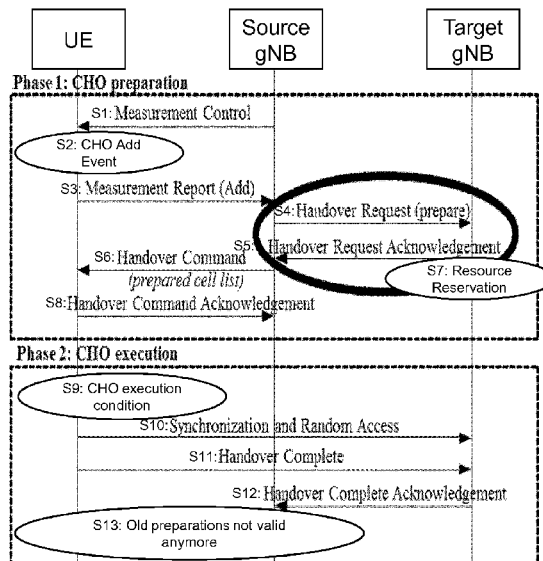 UE
Source
gNB
Target
gNB
Phase 1: CHO preparation
S1: Measurement Control
S2: CHO Add
Event
S3: Measurement Report (Add)
S4: Handover Request (prepare)
S5: Handover Request Acknowledgement
S6: Handover Command
(prepared cell list)
S7: Resource
Reservation
S8:Handover Command Acknowledgement
Phase 2: CHO execution
S9: CHO execution
condition
S10:Synchronization and Random Access
S11: Handover Complete
S12: Handover Complete Acknowledgement
S13: Old preparations not valid
anymore